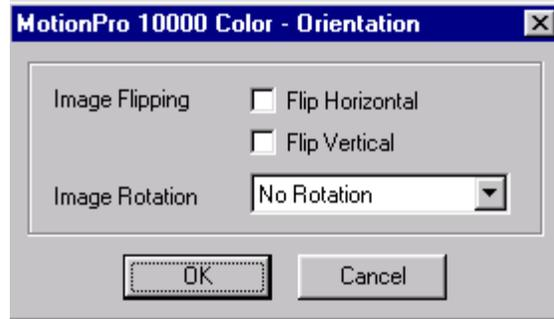 MotionPro 10000 Color - Orientation
Image Flipping
Flip Horizontal
Flip Vertical
Image Rotation
No Rotation
OK
Cancel